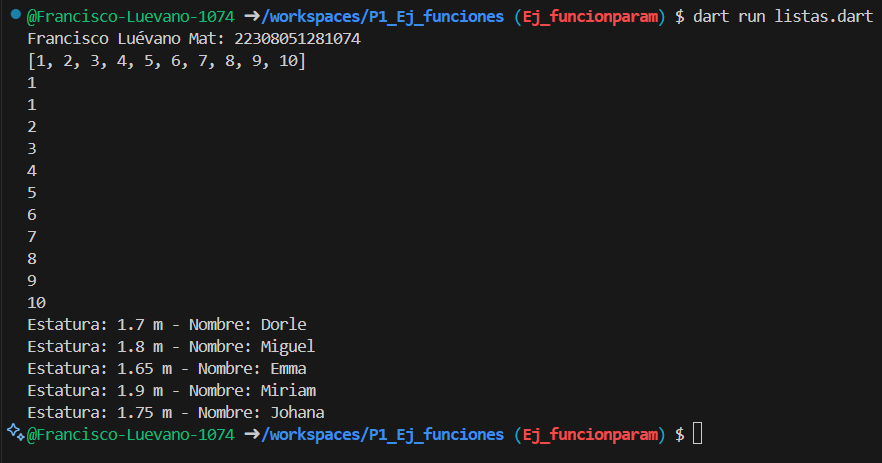 @Francisco-Luevano-1074 ➜/workspaces/P1_Ej_funciones (Ej_funcionparam) $ dart run listas.dart
Francisco Luévano Mat: 22308051281074
[1, 2, 3, 4, 5, 6, 7, 8, 9, 10]
1
1
2
3
4
5
6
7
8
9
10
Estatura: 1.7 m - Nombre: Dorle
Estatura: 1.8 m - Nombre: Miguel
Estatura: 1.65 m - Nombre: Emma
Estatura: 1.9 m - Nombre: Miriam
Estatura: 1.75 m - Nombre: Johana
@Francisco-Luevano-1074 ➜/workspaces/P1_Ej_funciones (Ej_funcionparam) $